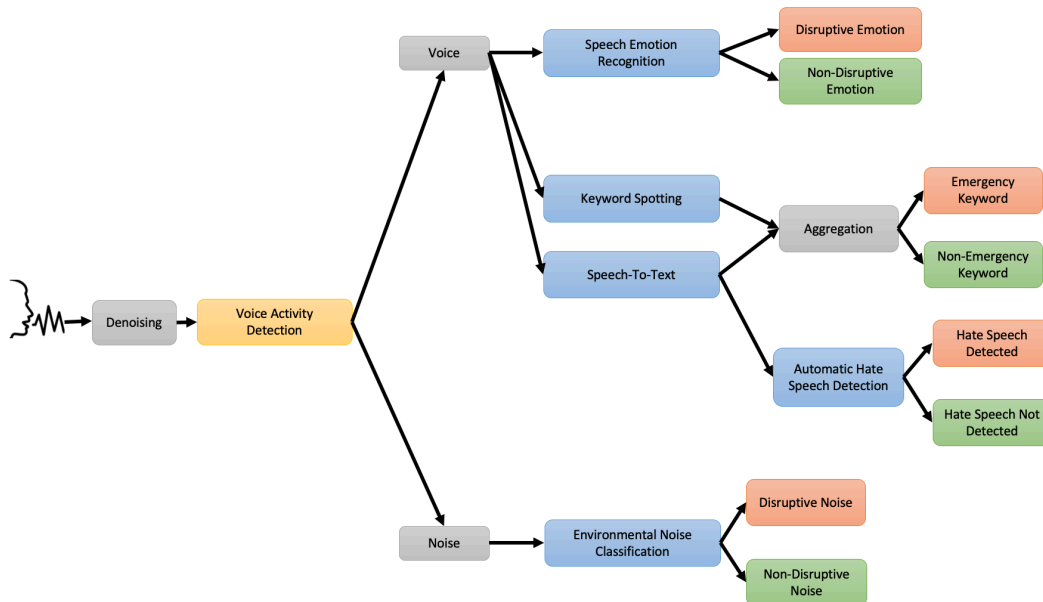 Voice
Speech Emotion
Recognition
Disruptive Emotion
Non-Disruptive
Emotion
Keyword Spotting
Speech-To-Text
Aggregation
Emergency
Keyword
Non-Emergency
Keyword
Denoising
Voice Activity
Detection
Automatic Hate
Speech Detection
Hate Speech
Detected
Hate Speech Not
Detected
Noise
Environmental Noise
Classification
Disruptive Noise
Non-Disruptive
Noise